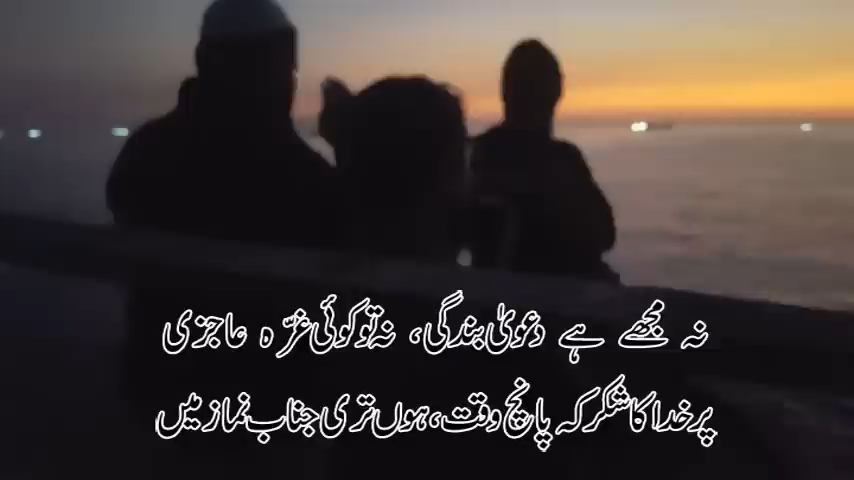 نہ مجھے ہے دعویٰ بندگی، نہ تو کوئی غرّہ عاجزی
پر خدا کا شکر کہ پانچ وقت، ہوں تری جناب نماز میں